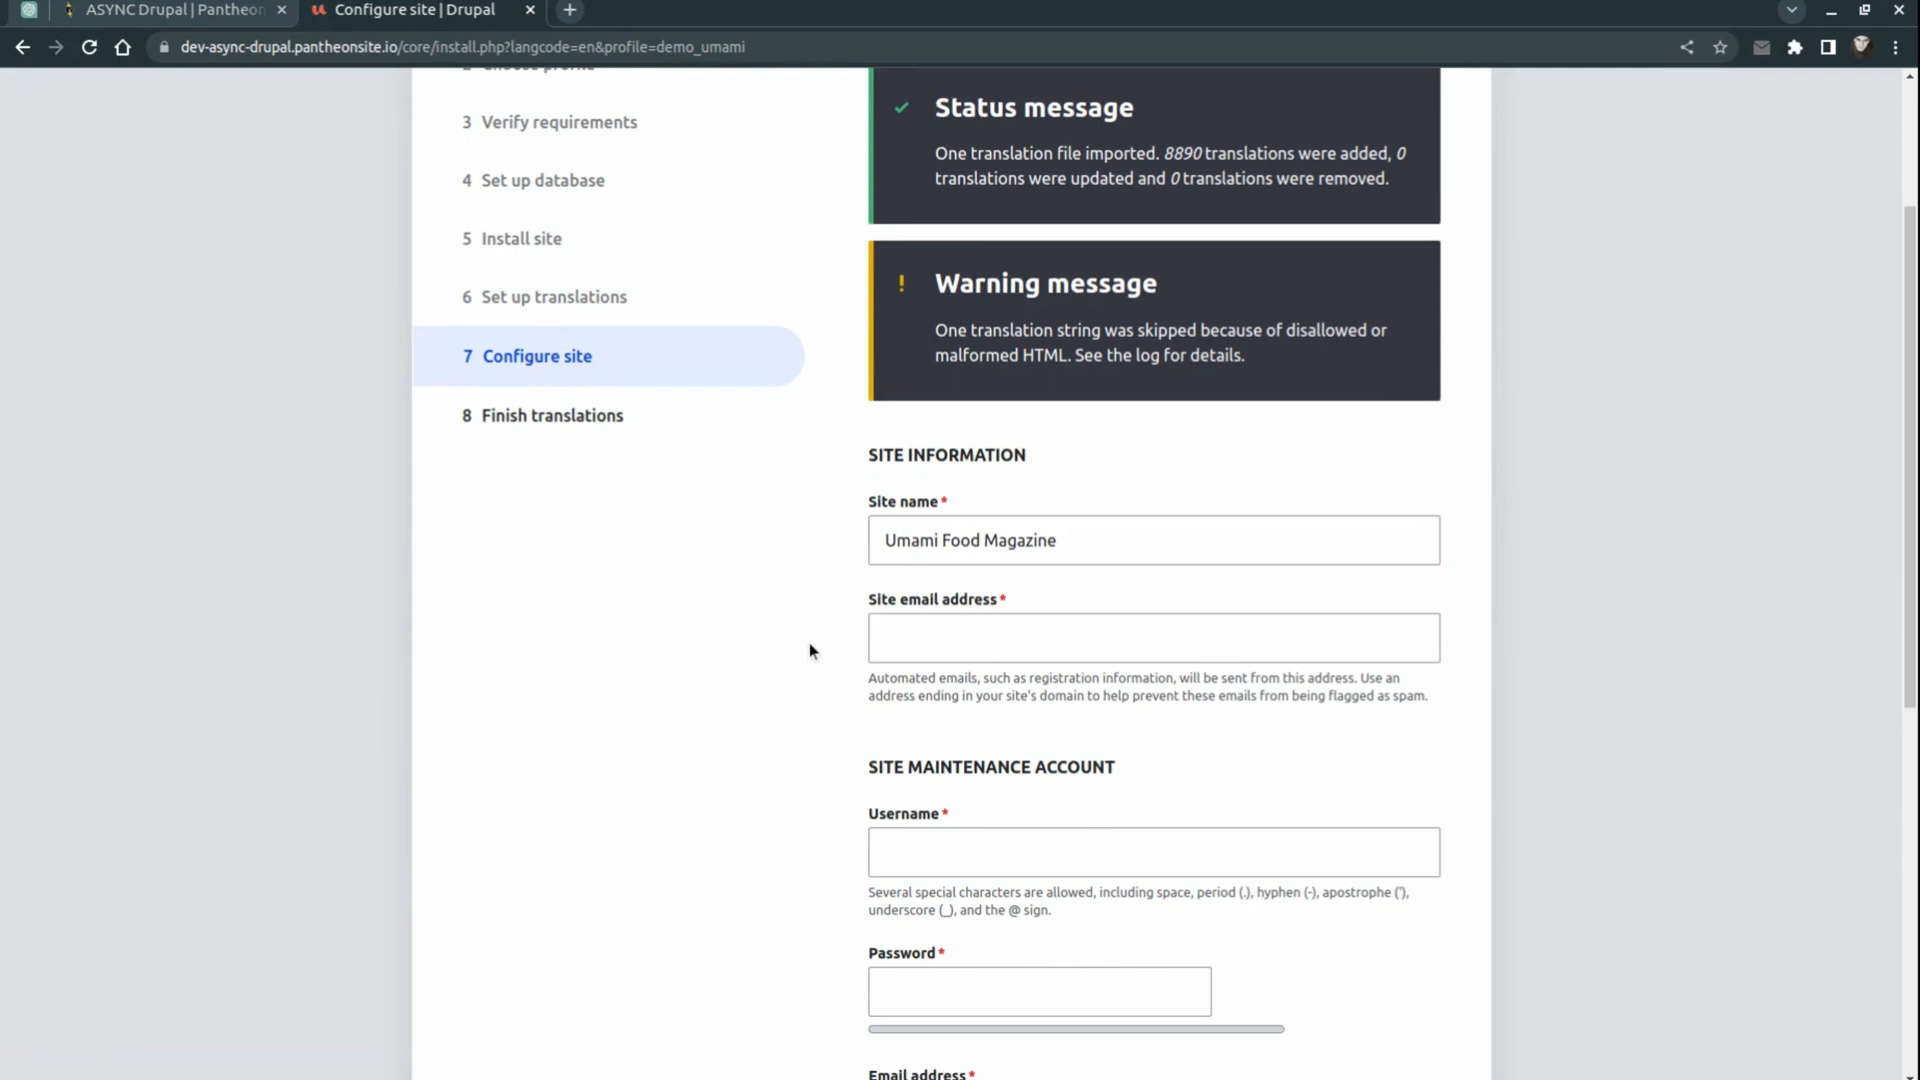 ASYNC Drupal | Pantheon
Configure site | Drupal
dev-async-drupal.pantheonsite.io/core/install.php?langcode=en&profile=demo_umami
2 Choose profile
3 Verify requirements
4 Set up database
5 Install site
6 Set up translations
7 Configure site
8 Finish translations
Status message
One translation file imported. 8890 translations were added, 0
translations were updated and 0 translations were removed.
! Warning message
One translation string was skipped because of disallowed or
malformed HTML. See the log for details.
SITE INFORMATION
Site name*
Umami Food Magazine
Site email address*
Automated emails, such as registration information, will be sent from this address. Use an
address ending in your site's domain to help prevent these emails from being flagged as spam.
SITE MAINTENANCE ACCOUNT
Username*
Several special characters are allowed, including space, period (.), hyphen (-), apostrophe ('),
underscore (_), and the @ sign.
Password*
Email address*